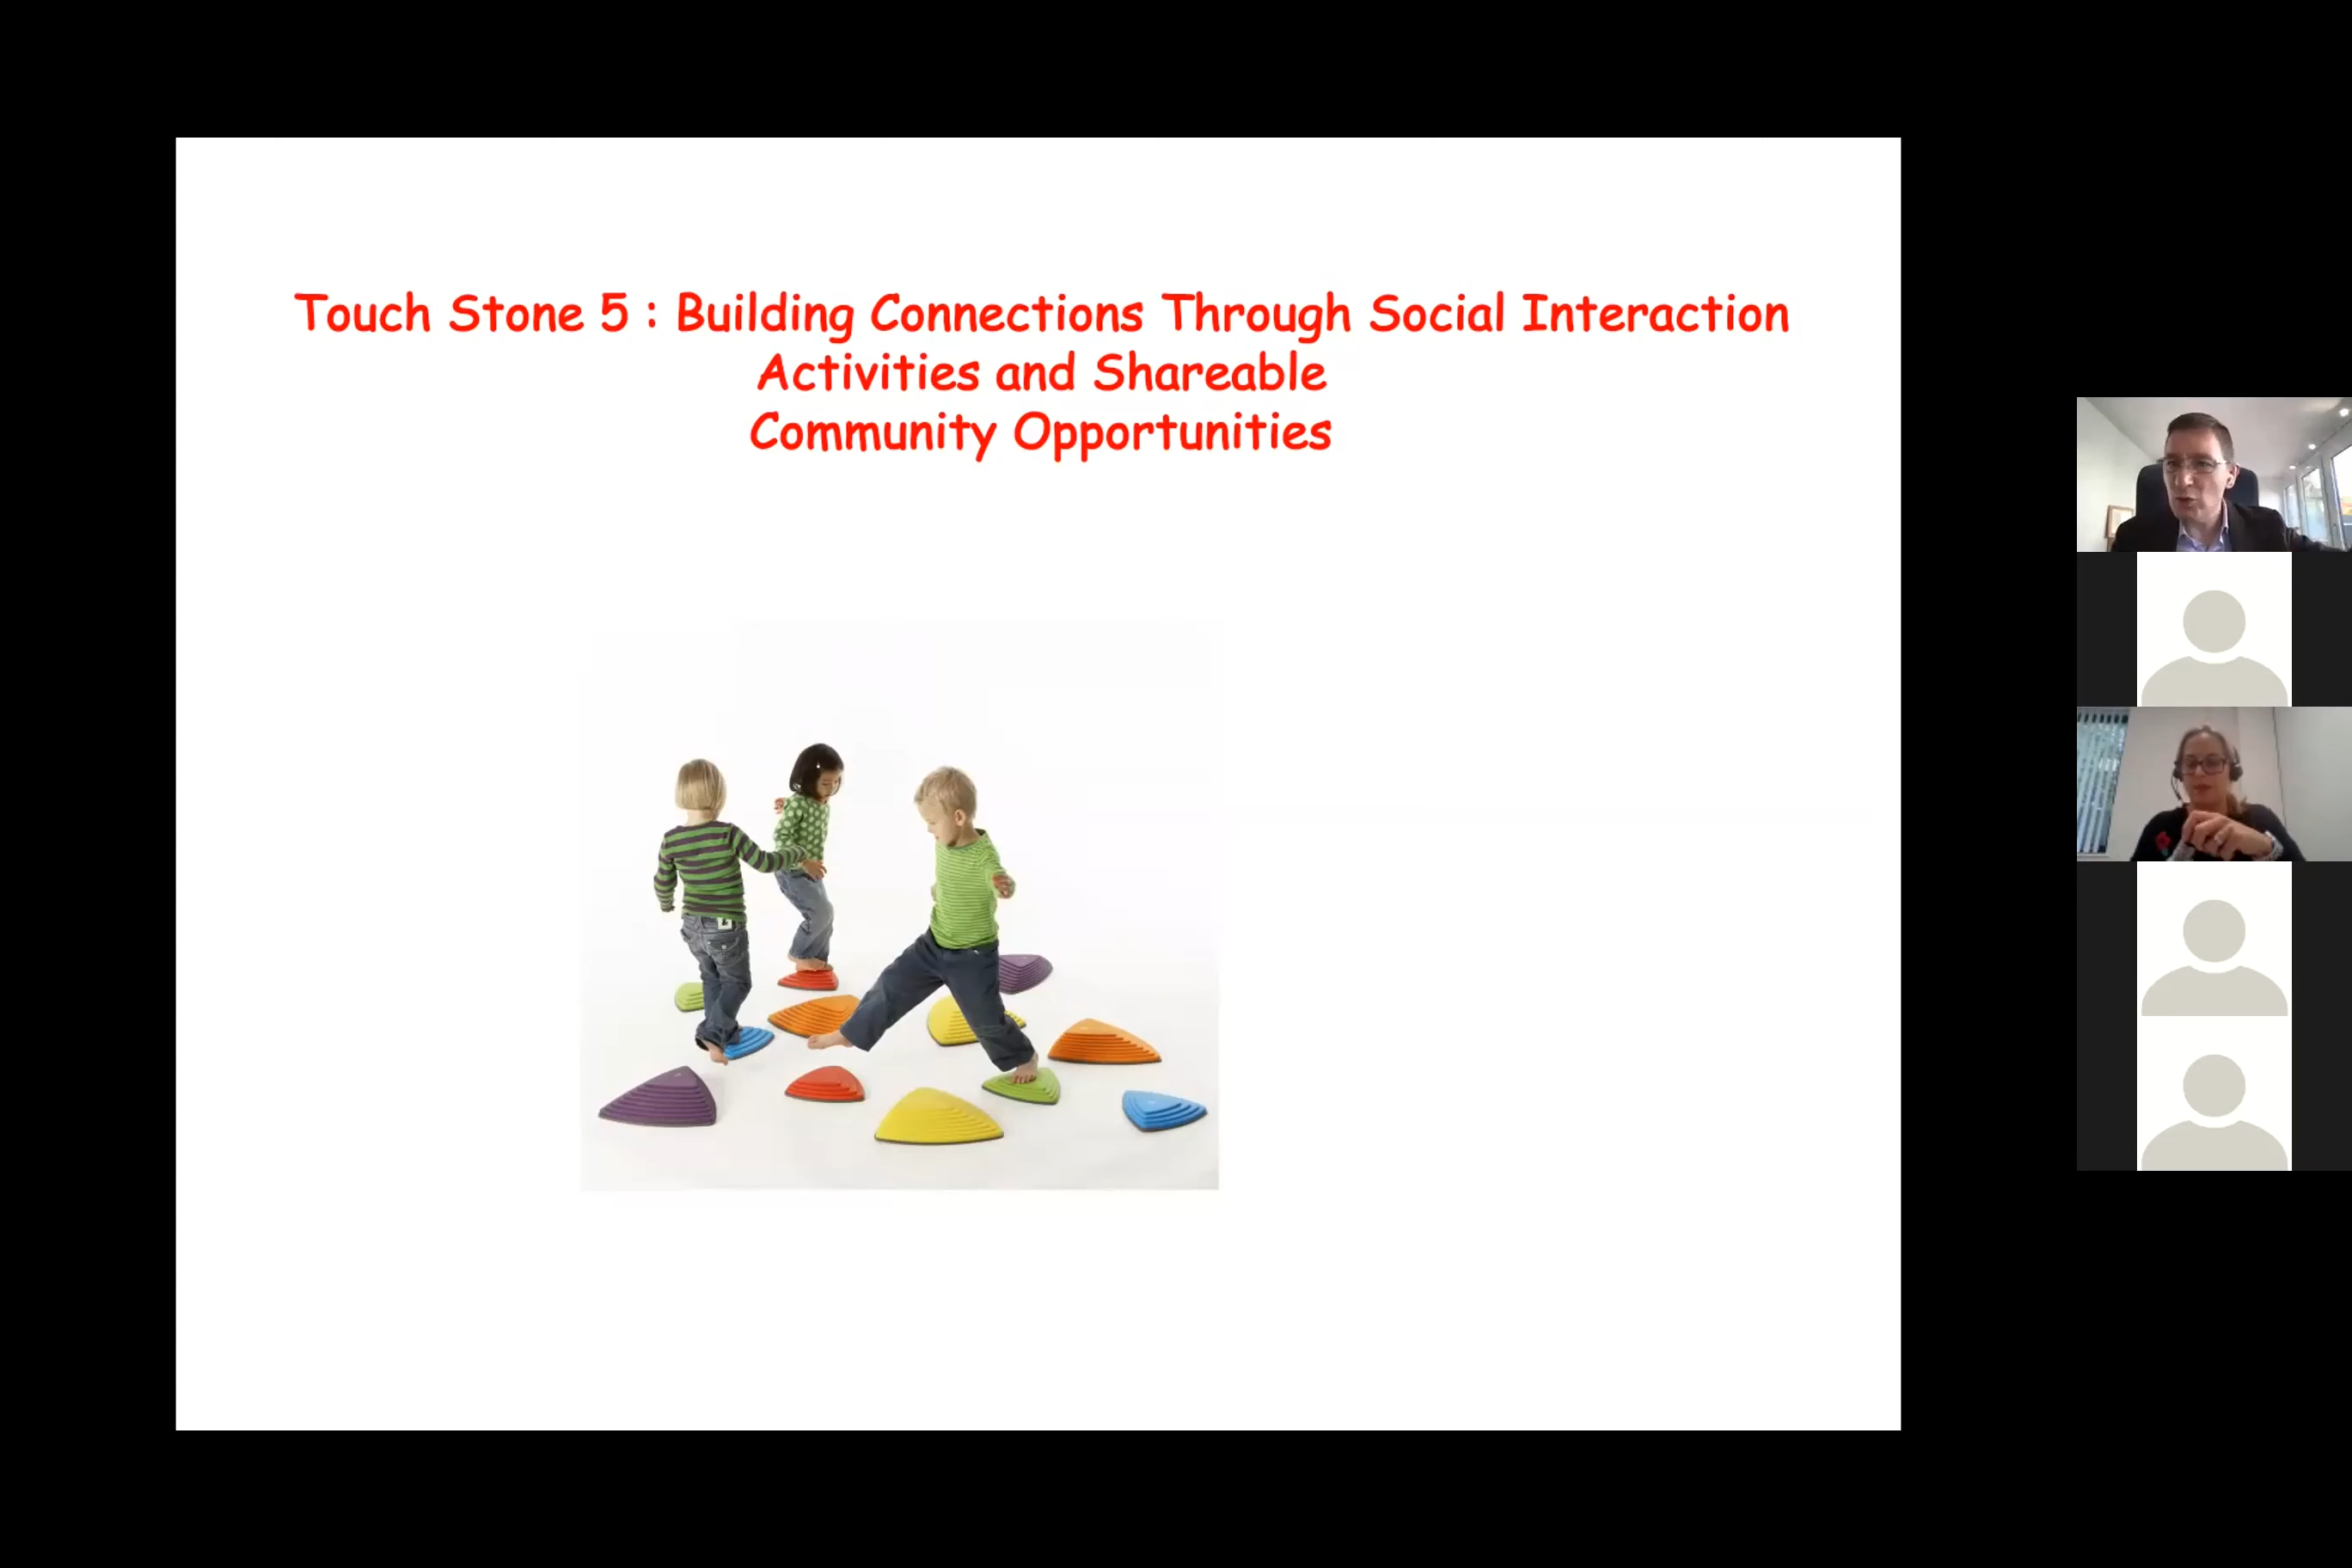 Touch Stone 5 : Building Connections Through Social Interaction
Activities and Shareable
Community Opportunities